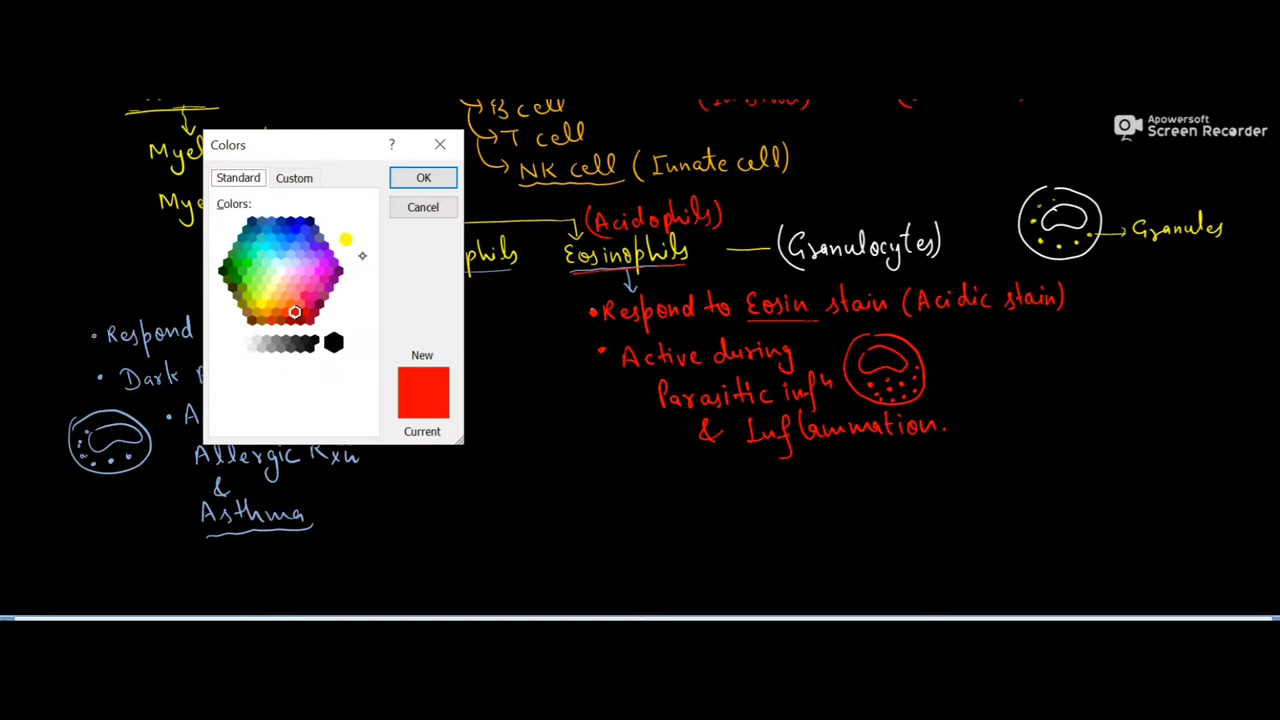 B cell
T cell
NK cell (Innate cell)
Apowersoft
Screen Recorder
Myel
Mye
Colors
?
Standard
Custom
OK
Cancel
Colors:
New
Current
(Acidophils)
phils
Eosinophils
(Granulocytes)
Granules
• Respond to Eosin stain (Acidic stain)
• Active during
Parasitic infn
& Inflammation.
• Respond
• Dark
• A
Allergic Rxn
&
Asthma